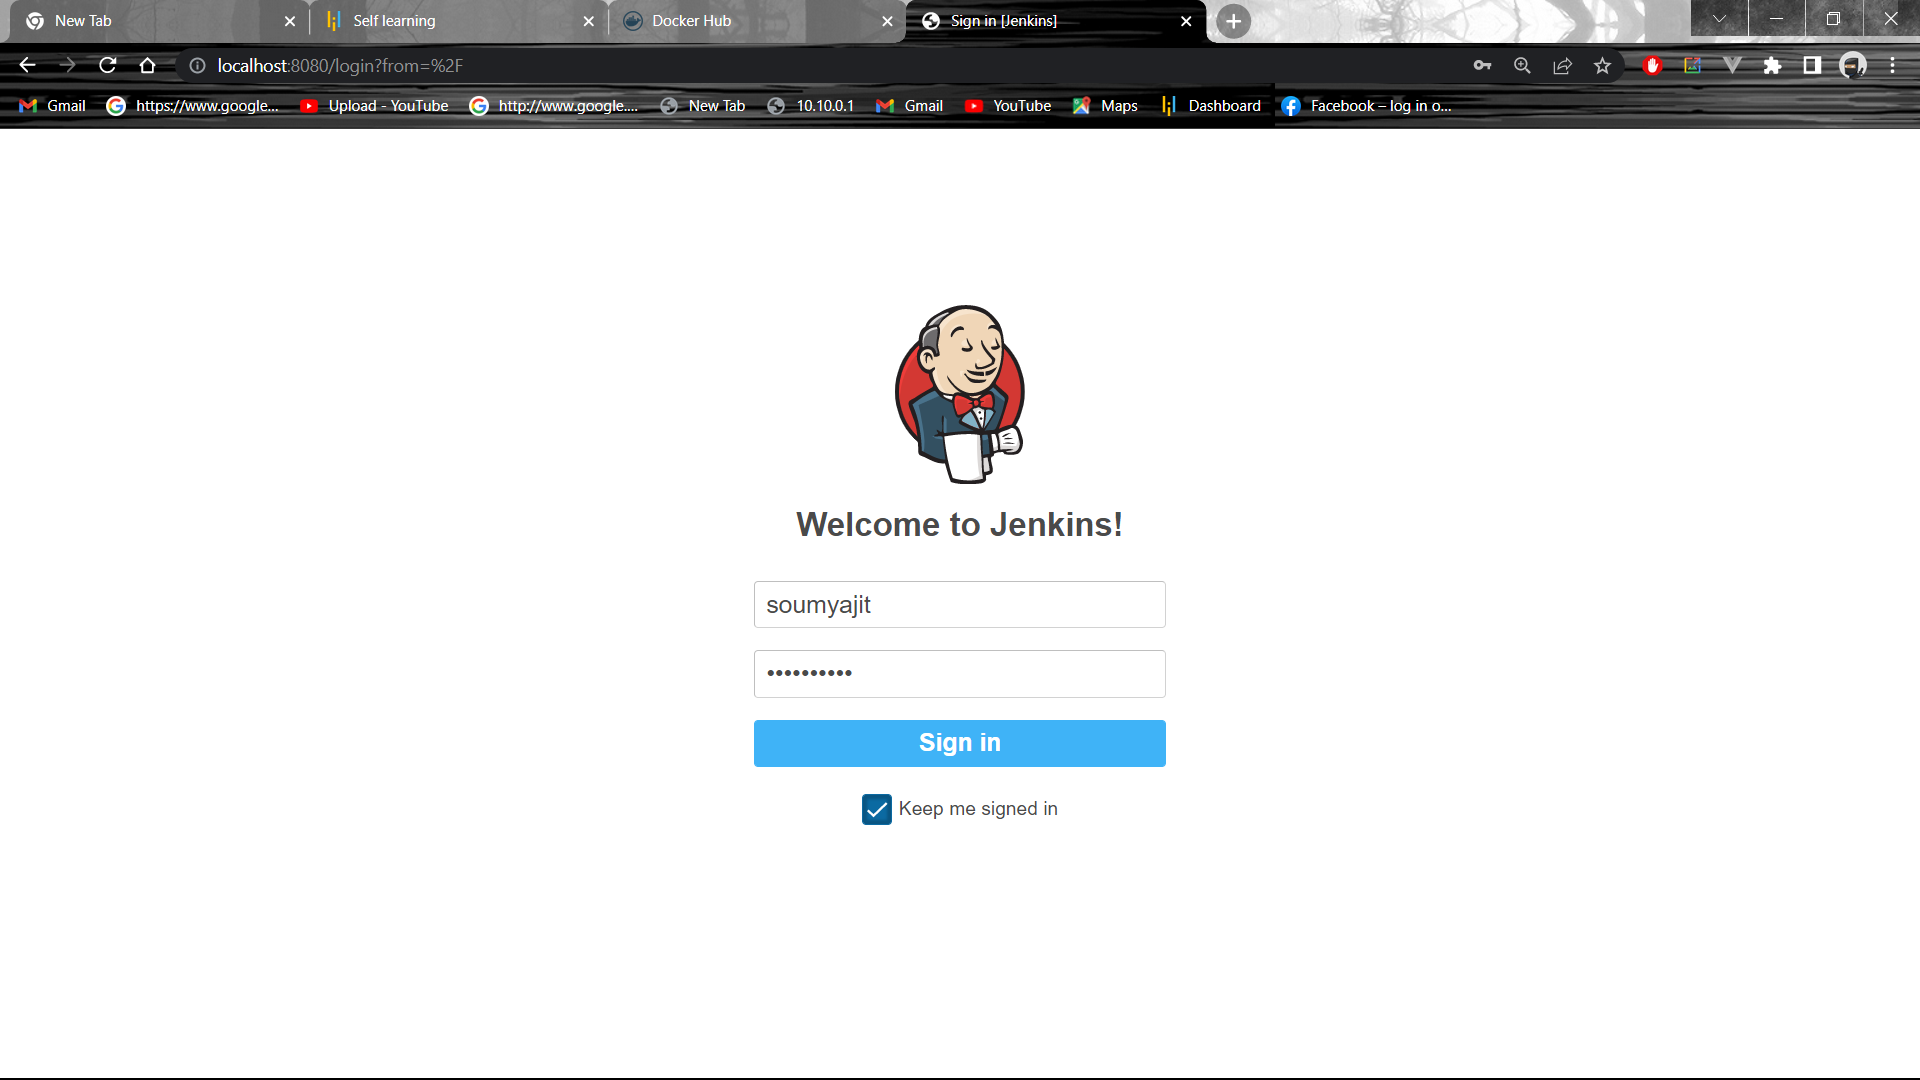 New Tab
Self learning
Docker Hub
Sign in [Jenkins]
localhost:8080/login?from=%2F
Gmail
https://www.google...
Upload - YouTube
http://www.google....
New Tab
10.10.0.1
Gmail
YouTube
Maps
Dashboard
Facebook – log in o...
Welcome to Jenkins!
soumyajit
••••••••••
Sign in
Keep me signed in